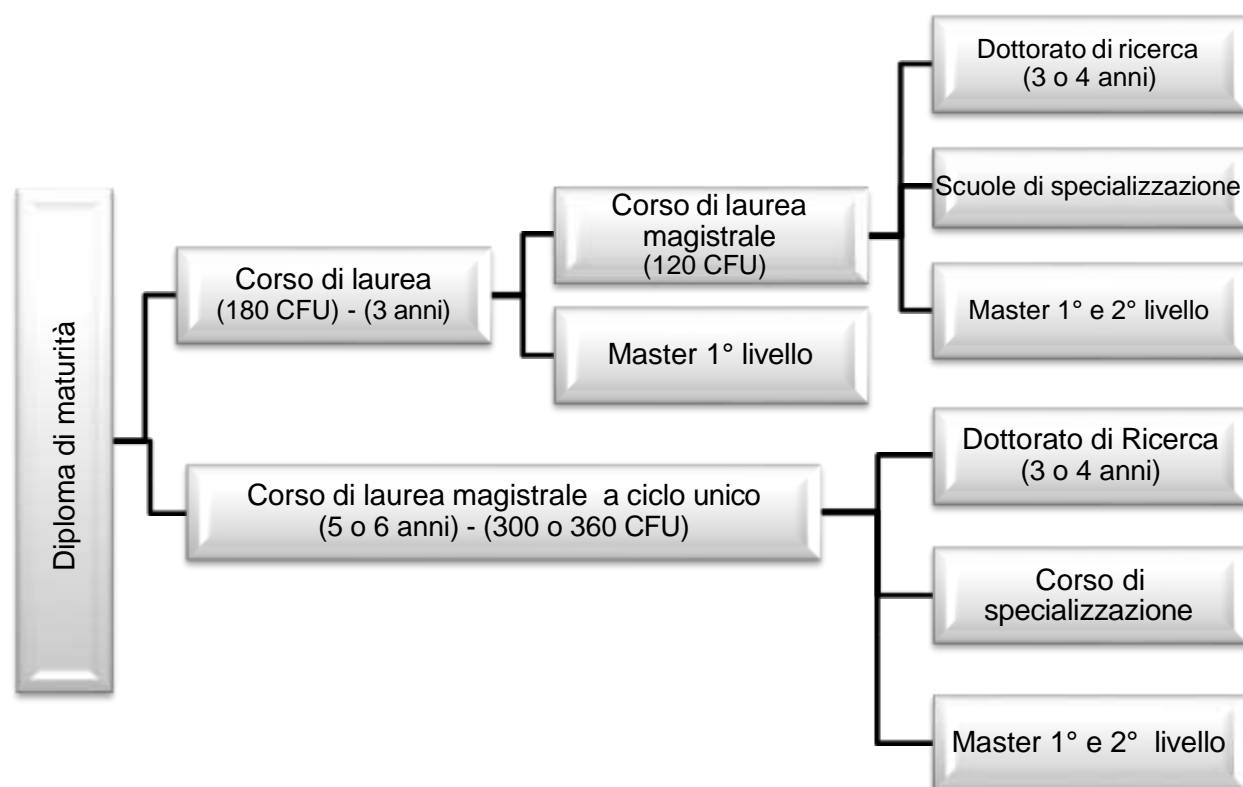 Diploma di maturità
Corso di laurea
(180 CFU) - (3 anni)
Corso di laurea
magistrale
(120 CFU)
Master 1° livello
Dottorato di ricerca
(3 o 4 anni)
Scuole di specializzazione
Master 1° e 2° livello
Corso di laurea magistrale a ciclo unico
(5 o 6 anni) - (300 o 360 CFU)
Dottorato di Ricerca
(3 o 4 anni)
Corso di
specializzazione
Master 1° e 2° livello